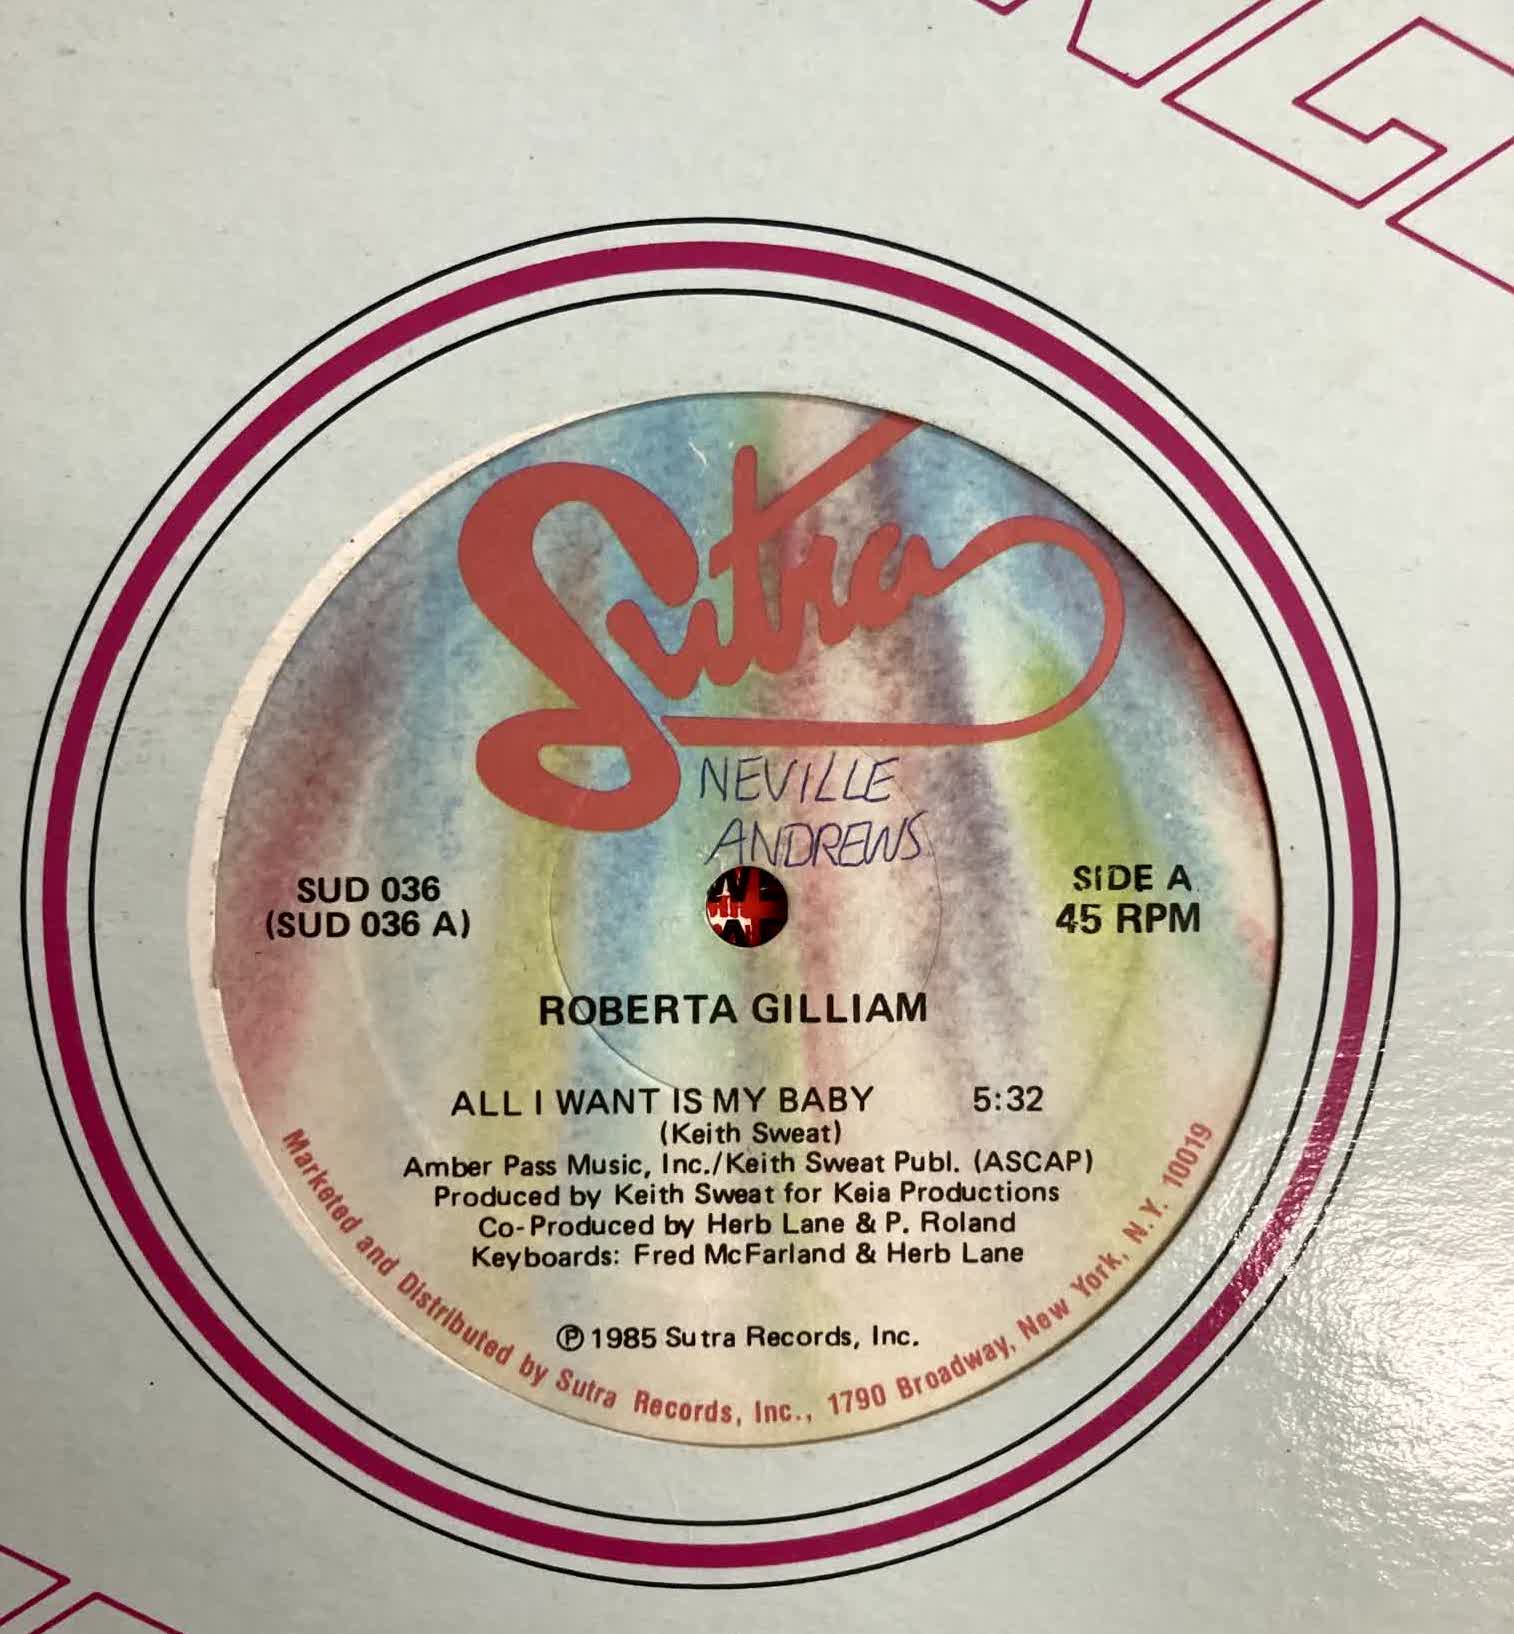 Sutra
NEVILLE
ANDREWS
SUD 036
(SUD 036 A)
SIDE A
45 RPM
ROBERTA GILLIAM
ALL I WANT IS MY BABY 5:32
(Keith Sweat)
Amber Pass Music, Inc./Keith Sweat Publ. (ASCAP)
Produced by Keith Sweat for Keia Productions
Co-Produced by Herb Lane & P. Roland
Keyboards: Fred McFarland & Herb Lane
℗ 1985 Sutra Records, Inc.
Marketed and Distributed by Sutra Records, Inc., 1790 Broadway, New York, N.Y. 10019